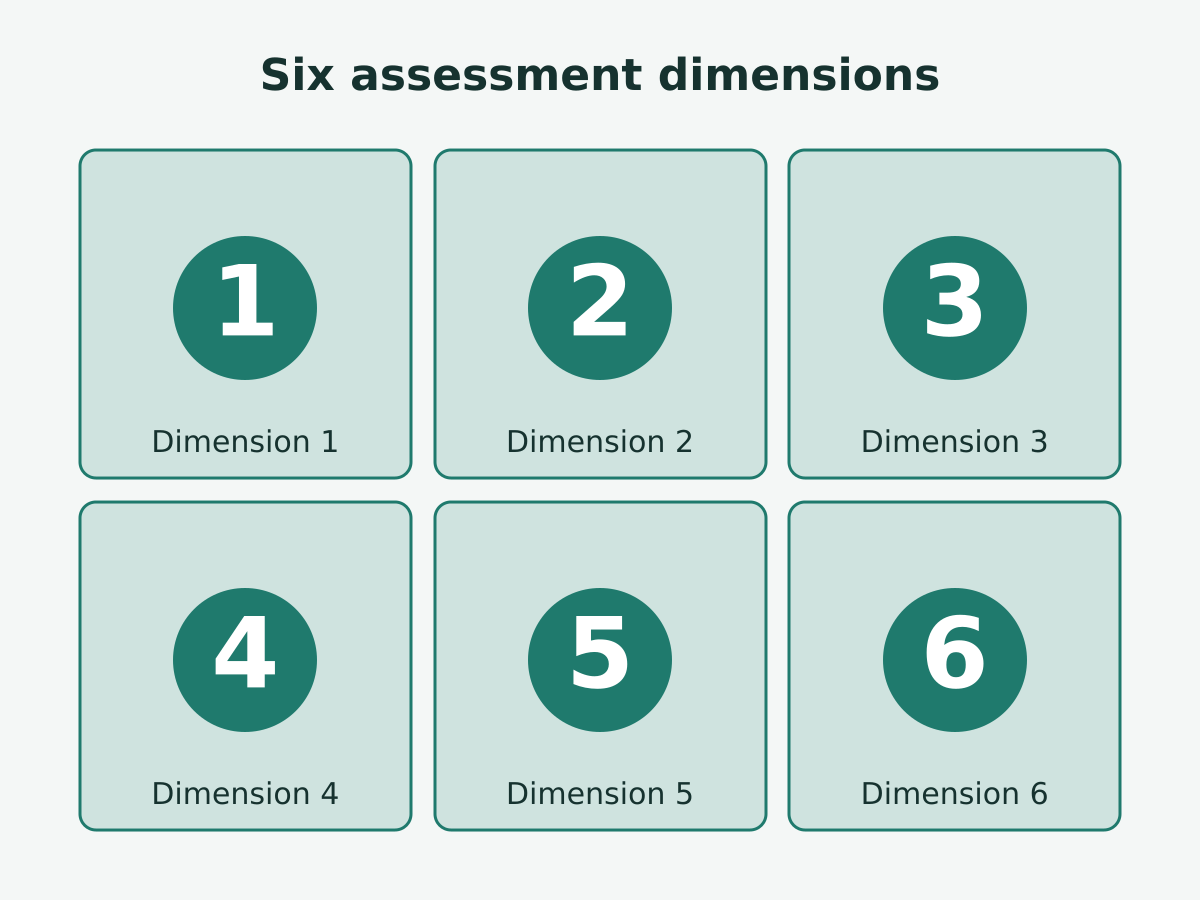 Six assessment dimensions
1
2
3
Dimension 1
Dimension 2
Dimension 3
4
5
6
Dimension 4
Dimension 5
Dimension 6